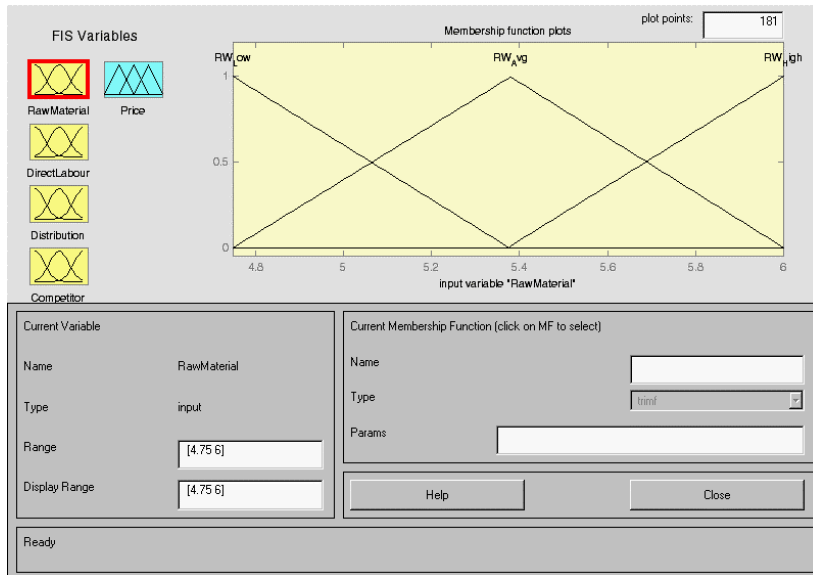 FIS Variables
Membership function plots
plot points:
181
RawMaterial
Price
DirectLabour
Distribution
Competitor
RW_Low
RW_Avg
RW_High
1
0.5
0
4.8
5
5.2
5.4
5.6
5.8
6
input variable "RawMaterial"
Current Variable
Name
RawMaterial
Type
input
Range
[4.75 6]
Display Range
[4.75 6]
Current Membership Function (click on MF to select)
Name
Type
trimf
Params
Help
Close
Ready